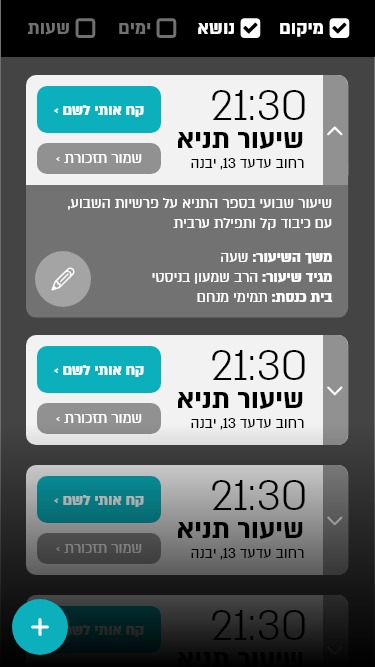 מיקום נושא ימים שעות
21:30
שיעור תניא
רחוב עדעד 13, יבנה
קח אותי לשם ›
שמור תזכורת ›
שיעור שבועי בספר התניא על פרשיות השבוע,
עם כיבוד קל ותפילת ערבית
משך השיעור: שעה
מגיד שיעור: הרב שמעון בניסטי
בית כנסת: תמימי מנחם
21:30
שיעור תניא
רחוב עדעד 13, יבנה
קח אותי לשם ›
שמור תזכורת ›
21:30
שיעור תניא
רחוב עדעד 13, יבנה
קח אותי לשם ›
שמור תזכורת ›
21:30
שיעור תניא
קח אותי לשם ›